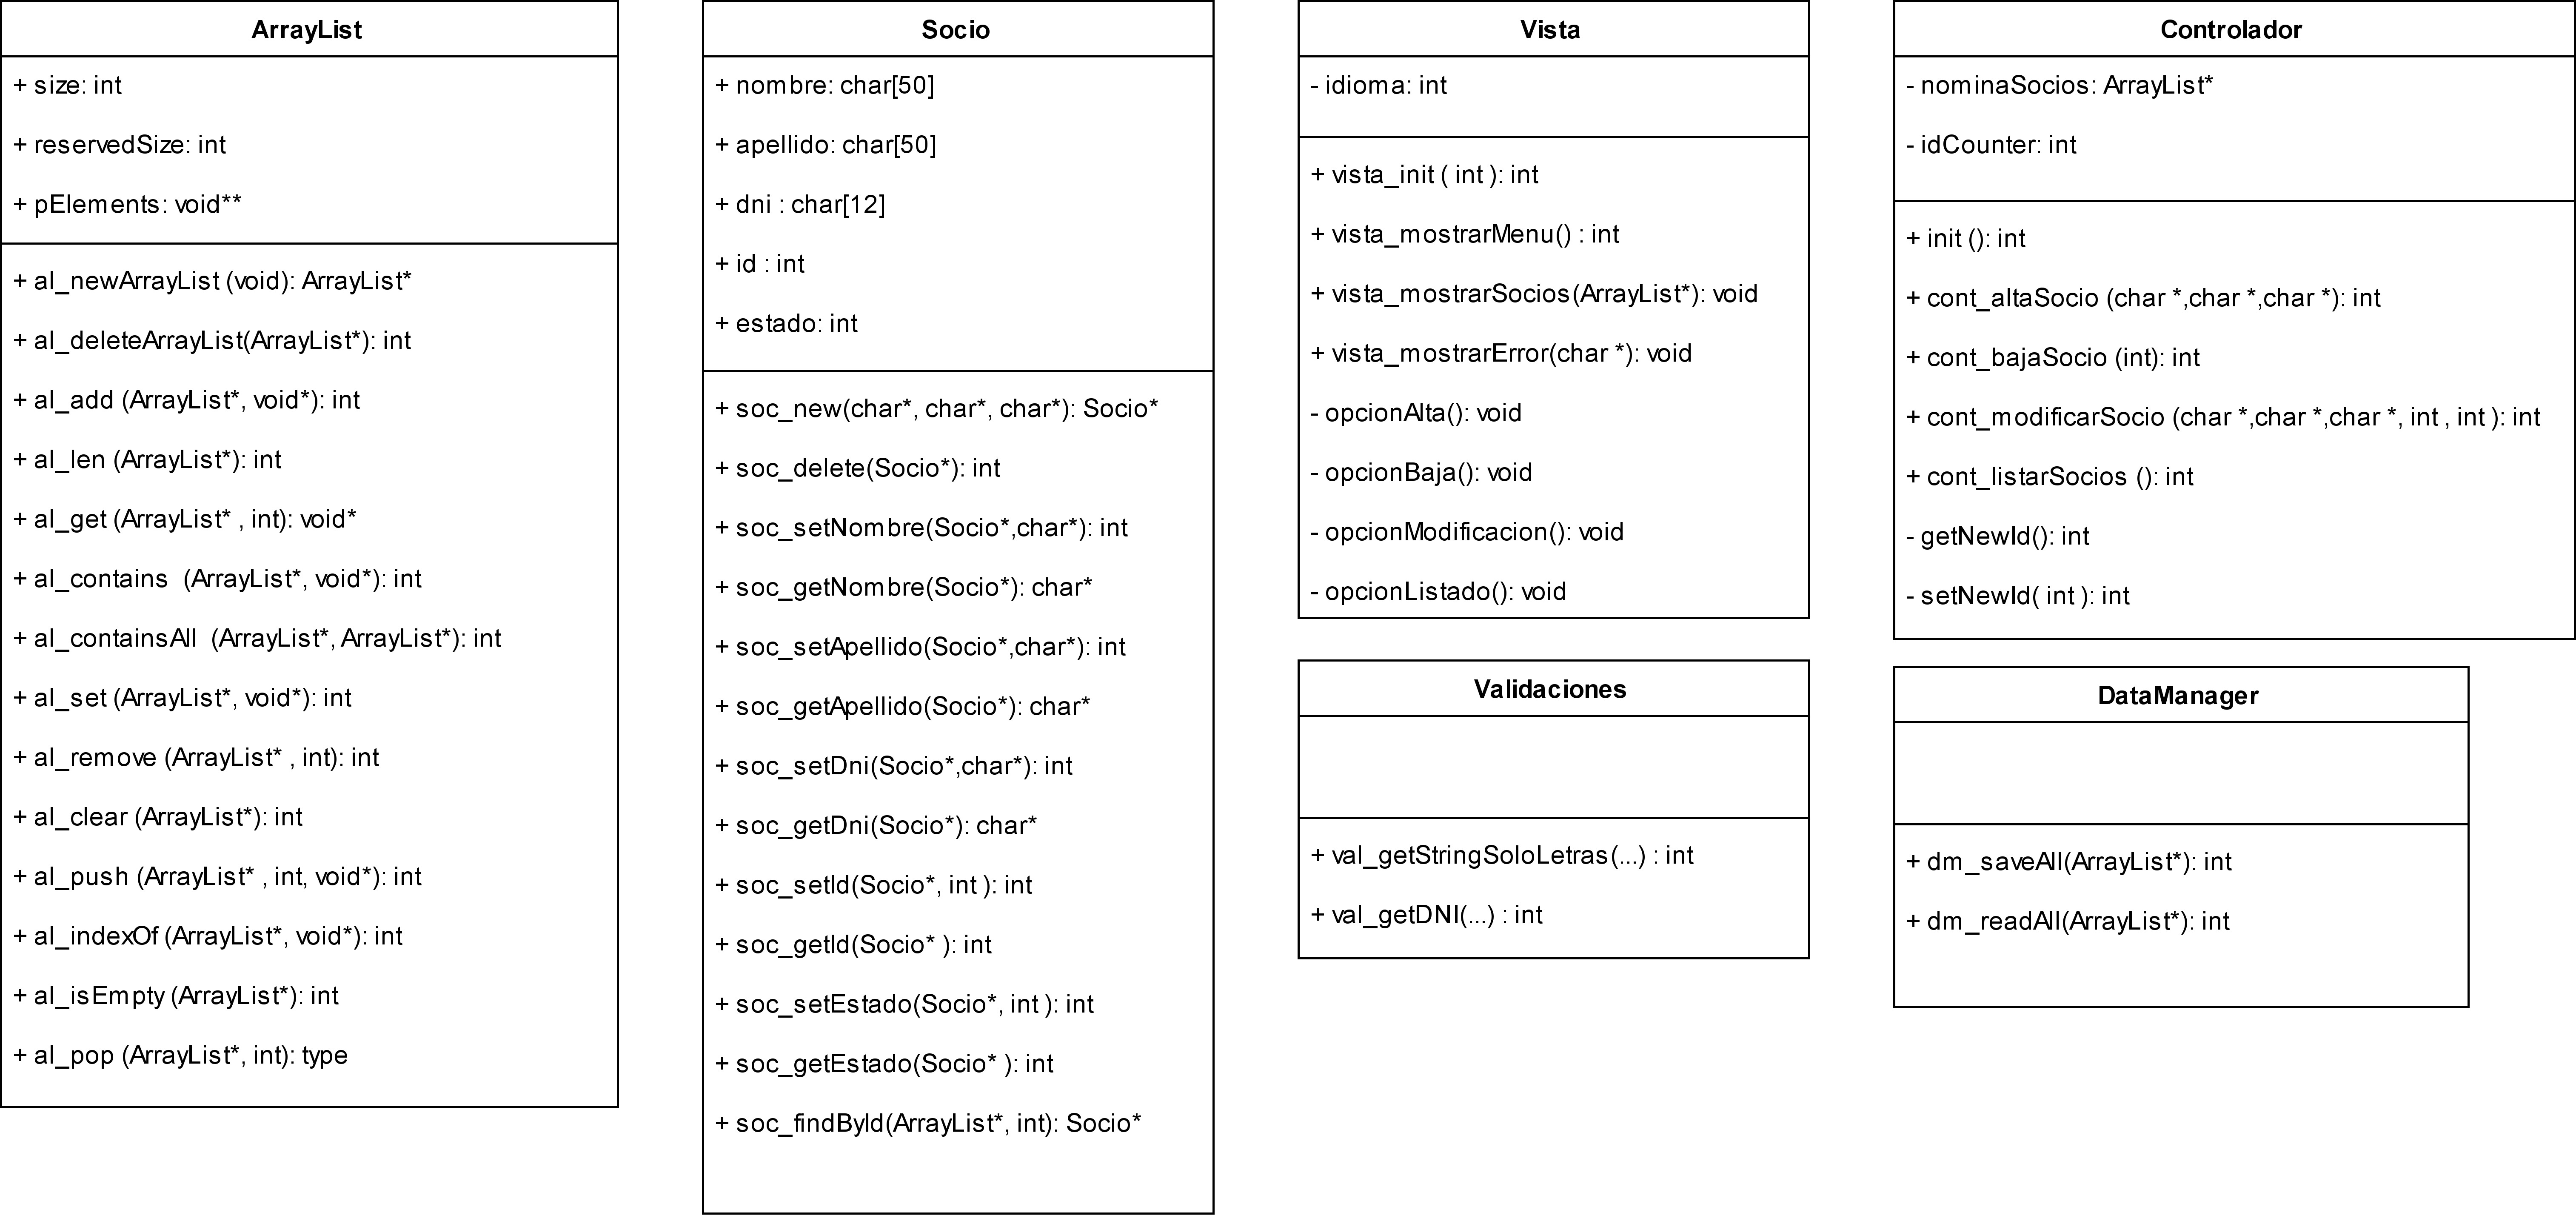 ArrayList
+ size: int
+ reservedSize: int
+ pElements: void**
+ al_newArrayList (void): ArrayList*
+ al_deleteArrayList(ArrayList*): int
+ al_add (ArrayList*, void*): int
+ al_len (ArrayList*): int
+ al_get (ArrayList* , int): void*
+ al_contains  (ArrayList*, void*): int
+ al_containsAll  (ArrayList*, ArrayList*): int
+ al_set (ArrayList*, void*): int
+ al_remove (ArrayList* , int): int
+ al_clear (ArrayList*): int
+ al_push (ArrayList* , int, void*): int
+ al_indexOf (ArrayList*, void*): int
+ al_isEmpty (ArrayList*): int
+ al_pop (ArrayList*, int): type
Socio
+ nombre: char[50]
+ apellido: char[50]
+ dni : char[12]
+ id : int
+ estado: int
+ soc_new(char*, char*, char*): Socio*
+ soc_delete(Socio*): int
+ soc_setNombre(Socio*,char*): int
+ soc_getNombre(Socio*): char*
+ soc_setApellido(Socio*,char*): int
+ soc_getApellido(Socio*): char*
+ soc_setDni(Socio*,char*): int
+ soc_getDni(Socio*): char*
+ soc_setId(Socio*, int ): int
+ soc_getId(Socio* ): int
+ soc_setEstado(Socio*, int ): int
+ soc_getEstado(Socio* ): int
+ soc_findById(ArrayList*, int): Socio*
Vista
- idioma: int
+ vista_init ( int ): int
+ vista_mostrarMenu() : int
+ vista_mostrarSocios(ArrayList*): void
+ vista_mostrarError(char *): void
- opcionAlta(): void
- opcionBaja(): void
- opcionModificacion(): void
- opcionListado(): void
Validaciones
+ val_getStringSoloLetras(...) : int
+ val_getDNI(...) : int
Controlador
- nominaSocios: ArrayList*
- idCounter: int
+ init (): int
+ cont_altaSocio (char *,char *,char *): int
+ cont_bajaSocio (int): int
+ cont_modificarSocio (char *,char *,char *, int , int ): int
+ cont_listarSocios (): int
- getNewId(): int
- setNewId( int ): int
DataManager
+ dm_saveAll(ArrayList*): int
+ dm_readAll(ArrayList*): int